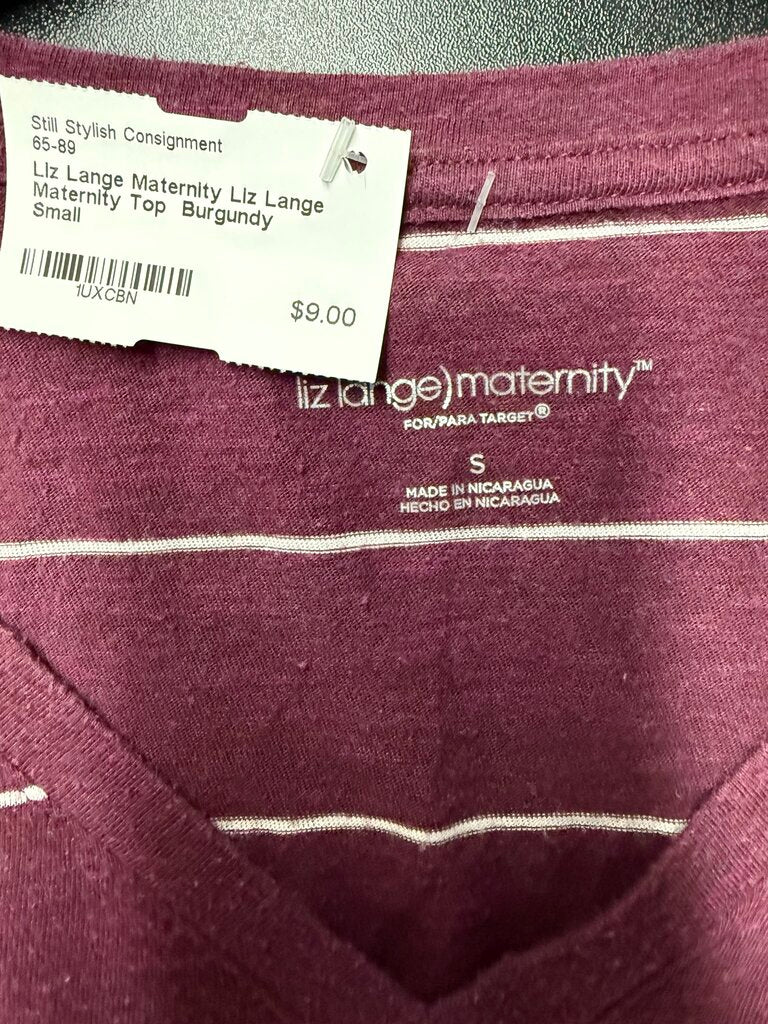 Still Stylish Consignment
65-89
Liz Lange Maternity Liz Lange
Maternity Top Burgundy
Small
1UXCBN
$9.00
liz lange)maternity™
FOR/PARA TARGET®
S
MADE IN NICARAGUA
HECHO EN NICARAGUA